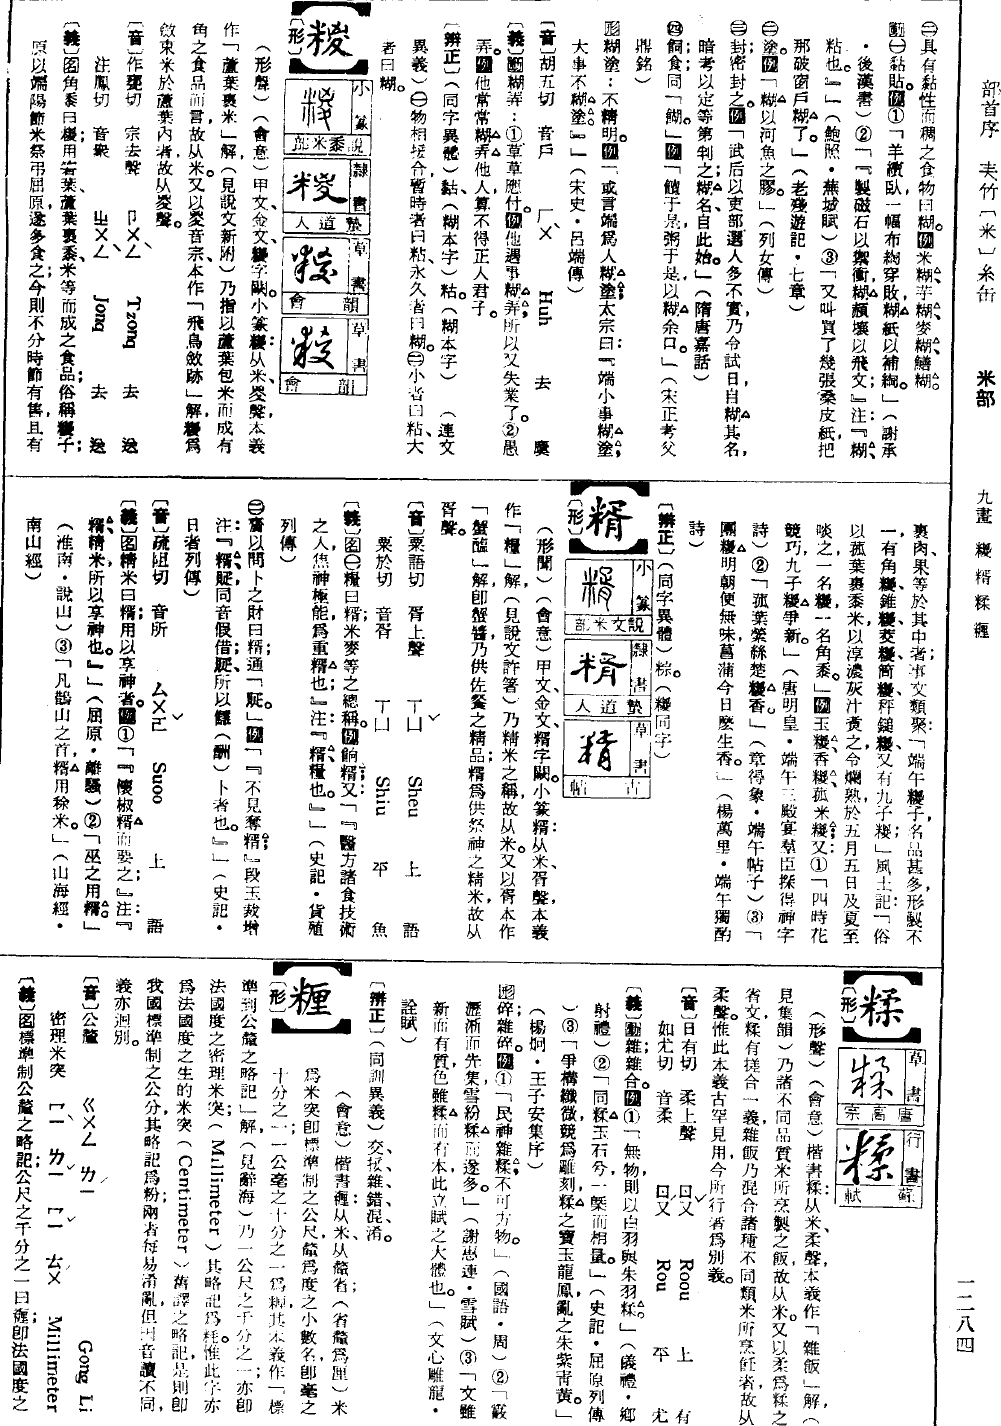 部首序 夫竹「米」糸缶 米部 九畫 糉糈糅糎 一二八四
㊁具有黏性而稠之食物曰糊。例米糊、芋糊、麥糊、鱔糊。
動㊀黏貼。例①「羊續臥一幅布綯穿敗糊紙以補綯。」(謝承
・後漢書)②「『製磁石以禦衝糊頳壤以飛文。』注:『糊,
粘也。』」(鮑照・蕪城賦)③「又叫買了幾張桑皮紙把
那破窗戶糊了。」(老殘遊記・七章)
㊁塗。例「糊以河魚之膠。」(列女傳)
㊂封;密封之。例「武后以吏部選人多不實乃令試日自糊其名,
暗考以定等第判之;糊名自此始。」(隋唐嘉話)
㊃飼;食同「餬。」例「饘于是,粥于是,以糊余口。」(宋正考父
鼎銘)
形糊塗:不精明。例「或言端爲人糊塗;太宗曰:『端小事糊塗,
大事不糊塗。』」(宋史・呂端傳)
〔音〕胡五切 音戶 ㄏㄨˋ Huh 去 麌
〔義〕動糊弄:①草草應付。例他遇事糊弄;所以又失業了。②愚
弄。例他常常糊弄他人,算不得正人君子。
〔辨正〕(同字異體)黏(糊本字)粘。(糊本字) (連文
異義)㊀物相接合,暫時者曰粘,永久者曰糊。㊁小者曰粘,大
者曰糊。
糉
〔形〕
小篆 說文米部
隸書 人道塾
草書 韻會
草書 韻會
(形聲)(會意)甲文、金文糉字闕。小篆糉:从米,㚇聲,本義
作「蘆葉裹米」解,(見說文新附)乃指以蘆葉包米而成有
角之食品而言,故从米。又以㚇音宗,本作「飛鳥斂跡」解,糉爲
斂束米於蘆葉內者,故从㚇聲。
〔音〕作甕切 宗去聲 ㄗㄨㄥˋ Tzong 去 送
注鳳切 音衆 ㄓㄨㄥˋ Jong 去 送
〔義〕名角黍曰糉;用箬葉、蘆葉裹黍米等而成之食品,俗稱糉子;
原以端陽節米祭弔屈原,遂多食之;今則不分時節有售,且有
裹肉果等於其中者。事文類聚:「端午糉子,名品甚多,形製不
一,有角糉、錐糉、茭糉、筒糉、秤鎚糉,又有九子糉;」風土記:「俗
以菰葉裹黍米以淳濃灰汁煑之令爛熟,於五月五日及夏至
啖之,一名糉,一名角黍。」例玉糉、香糉、菰米糉;又:①「四時花
競巧,九子糉爭新。」(唐明皇・端午三殿宴羣臣探得神字
詩)②「菰葉縈絲楚糉香。」(章得象・端午帖子)③「
團糉明朝便無味,菖蒲今日麼生香。」(楊萬里・端午獨酌
詩)
〔辨正〕(同字異體)粽。(糉同字)
糈
〔形〕
小篆 說文米部
隸書 人道塾
草書 古帖
(形聞)(會意)甲文、金文糈字闕。小篆糈:从米,胥聲,本義
作「糧」解,(見說文許箸)乃精米之稱,故从米。又以胥本作
「蟹醢」解,即蟹醬,乃供佐餐之精品,糈爲供祭神之精米,故从
胥聲。
〔音〕粟語切 胥上聲 ㄒㄩˇ Sheu 上 語
粟於切 音胥 ㄒㄩ Shiu 平 魚
〔義〕名㊀糧曰糈;米麥等之總稱。例餉糈;又:「『醫方諸食技術
之人焦神極能爲重糈也。』注:『糈,糧也。』」(史記・貨殖
列傳)
㊁齎以問卜之財曰糈;通「貶。」例「『不見奪糈;』段玉裁增
注:『糈、貶同音假借,貶所以讎(酬)卜者也。』」(史記・
日者列傳)
〔音〕疏阻切 音所 ㄙㄨㄛˇ Suoo 上 語
〔義〕名精米曰糈;用以享神者。例①「『懷椒糈而要之。』注:『
糈,精米,所以享神也。』」(屈原・離騷)②「巫之用糈。」
(淮南・說山)③「凡䧿山之首,糈用稌米。」(山海經・
南山經)
糅
〔形〕
草書 唐高宗
行書 蘇軾
(形聲)(會意)楷書糅:从米,柔聲,本義作「雜飯」解,(
見集韻)乃諸不同品質米所烹製之飯,故从米。又以柔爲糅之
省文,糅有搓合一義,雜飯乃混合諸種不同類米所烹飪者,故从
柔聲。惟此本義古罕見用,今所行者爲別義。
〔音〕日有切 柔上聲 ㄖㄡˇ Roou 上 有
如尤切 音柔 ㄖㄡ Rou 平 尤
〔義〕動雜;雜合。例①「無物則以白羽與朱羽糅。」(儀禮・鄉
射禮)②「同糅玉石兮,一槩而相量。」(史記・屈原列傳
)③「爭構纖微,競爲雕刻,糅之寶玉龍鳳,亂之朱紫青黃。」
(楊炯・王子安集序)
形碎雜;雜碎。例①「民神雜糅,不可方物。」(國語・周)②「霰
瀝淅而先集,雪紛糅而遂多。」(謝惠連・雪賦)③「文雖
新而有質,色雖糅而有本,此立賦之大體也。」(文心雕龍・
詮賦)
〔辨正〕(同訓異義)交接、雜錯、混淆。
糎
〔形〕
(會意)楷書糎:从米、从釐省;(省釐爲厘)米
爲米突,即標準制之公尺,釐爲度之小數名,即毫之
十分之一,一公毫之十分之一爲糎,其本義作「標
準到公釐之略記」解,(見辭海)乃一公尺之千分之一,亦即
法國度之密理米突;(Millimeter)其略記爲粍。惟此字亦
爲法國度之生的米突(Centimeter)舊譯之略記,是則即
我國標準制之公分,其略記爲粉,兩者每易淆亂,但因音讀不同,
義亦迥別。
〔音〕公釐 ㄍㄨㄥ ㄌㄧˊ Gong Li
密理米突 ㄇㄧˋ ㄌㄧˇ ㄇㄧˇ ㄊㄨ Millimeter
〔義〕名標準制公釐之略記;公尺之千分之一曰糎;即法國度之